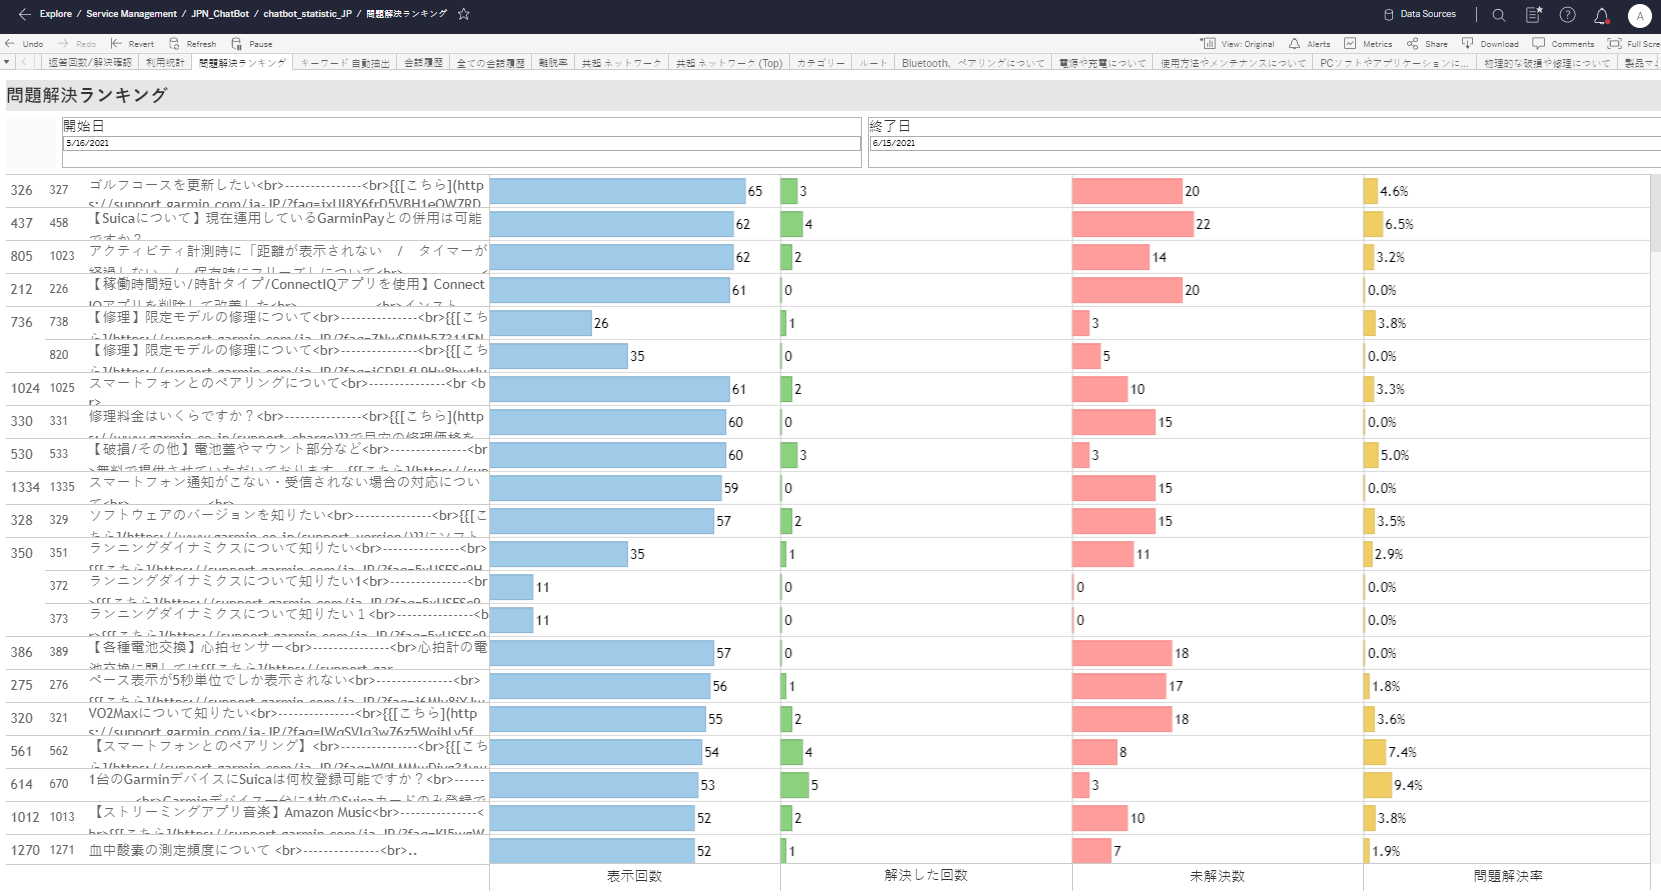 Explore / Service Management / JPN_ChatBot / chatbot_statistic_JP / 問題解決ランキング
Data Sources
A
Undo Redo Revert Refresh Pause
View: Original Alerts Metrics Share Download Comments Full Scre
返答回数/解決確認 利用統計 問題解決ランキング キーワード 自動抽出 会話履歴 全ての会話履歴 離脱率 共起 ネットワーク 共起 ネットワーク (Top) カテゴリー ルート Bluetooth、ペアリングについて 電源や充電について 使用方法やメンテナンスについて PCソフトやアプリケーションに... 物理的な破損や修理について 製品マ
問題解決ランキング
開始日 終了日
5/16/2021 6/15/2021
326 327 ゴルフコースを更新したい<br>---------------<br>{{[こちら](http 65 3 20 4.6%
s://support.garmin.com/ja-JP/?faq=
437 458 【Suicaについて】現在運用しているGarminPayとの併用は可能 62 4 22 6.5%
ですか？
805 1023 アクティビティ計測時に「距離が表示されない / タイマーが 62 2 14 3.2%
経過しない / 保存時にフリーズしについて<br>
212 226 【稼働時間短い/時計タイプ/ConnectIQアプリを使用】Connect 61 0 20 0.0%
IQアプリを削除して改善した<br> <br>インスト
736 738 【修理】限定モデルの修理について<br>---------------<br>{{[こち 26 1 3 3.8%
ら](https://support.garmin.com/ja-JP/?faq=
820 【修理】限定モデルの修理について<br>---------------<br>{{[こち 35 0 5 0.0%
ら](https://support.garmin.com/ja-JP/?faq=
1024 1025 スマートフォンとのペアリングについて<br>---------------<br <b 61 2 10 3.3%
r>
330 331 修理料金はいくらですか？<br>---------------<br>{{[こちら](http 60 0 15 0.0%
s://www.garmin.co.jp/support_charge)}}で目安の修理価格を
530 533 【破損/その他】電池蓋やマウント部分など<br>---------------<br 60 3 3 5.0%
>無料で提供させていただいております。{{[こちら](https://sup
1334 1335 スマートフォン通知がこない・受信されない場合の対応につい 59 0 15 0.0%
て<br> <br>
328 329 ソフトウェアのバージョンを知りたい<br>---------------<br>{{[こ 57 2 15 3.5%
ちら](https://www.garmin.co.jp/support_version/)}}にソフト
350 351 ランニングダイナミクスについて知りたい<br>---------------<br> 35 1 11 2.9%
{{[こちら](https://support.garmin.com/ja-JP/?faq=
372 ランニングダイナミクスについて知りたい1<br>---------------<br 11 0 0 0.0%
>{{[こちら](https://support.garmin.com/ja-JP/?faq=
373 ランニングダイナミクスについて知りたい１<br>---------------<b 11 0 0 0.0%
r>{{[こちら](https://support.garmin.com/ja-JP/?faq=
386 389 【各種電池交換】心拍センサー<br>---------------<br>心拍計の電 57 0 18 0.0%
池交換に関しては{{[こちら](https://support.gar
275 276 ペース表示が5秒単位でしか表示されない<br>---------------<br> 56 1 17 1.8%
{{[こちら](https://support.garmin.com/ja-JP/?faq=
320 321 VO2Maxについて知りたい<br>---------------<br>{{[こちら](http 55 2 18 3.6%
s://support.garmin.com/ja-JP/?faq=
561 562 【スマートフォンとのペアリング】<br>---------------<br>{{[こち 54 4 8 7.4%
ら](https://support.garmin.com/ja-JP/?faq=
614 670 1台のGarminデバイスにSuicaは何枚登録可能ですか？<br>------ 53 5 3 9.4%
<br>Garminデバイス一台に1枚のSuicaカードのみ登録で
1012 1013 【ストリーミングアプリ音楽】Amazon Music<br>---------------< 52 2 10 3.8%
br>{{[こちら](https://support.garmin.com/ja-JP/?faq=
1270 1271 血中酸素の測定頻度について <br>---------------<br>.. 52 1 7 1.9%
表示回数 解決した回数 未解決数 問題解決率